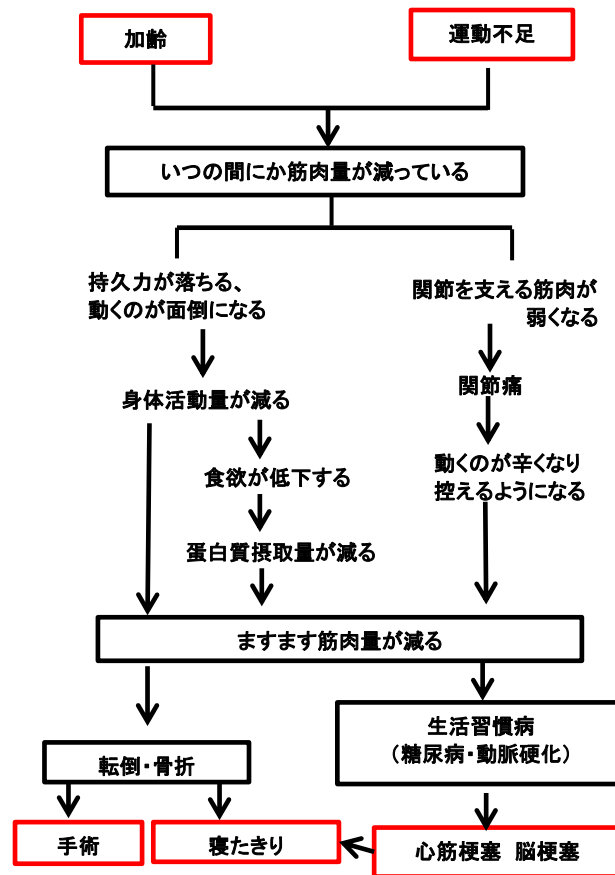 加齢
運動不足
いつの間にか筋肉量が減っている
持久力が落ちる、
動くのが面倒になる
関節を支える筋肉が
弱くなる
関節痛
身体活動量が減る
動くのが辛くなり
控えるようになる
食欲が低下する
蛋白質摂取量が減る
ますます筋肉量が減る
生活習慣病
(糖尿病・動脈硬化)
転倒・骨折
手術
寝たきり
心筋梗塞 脳梗塞